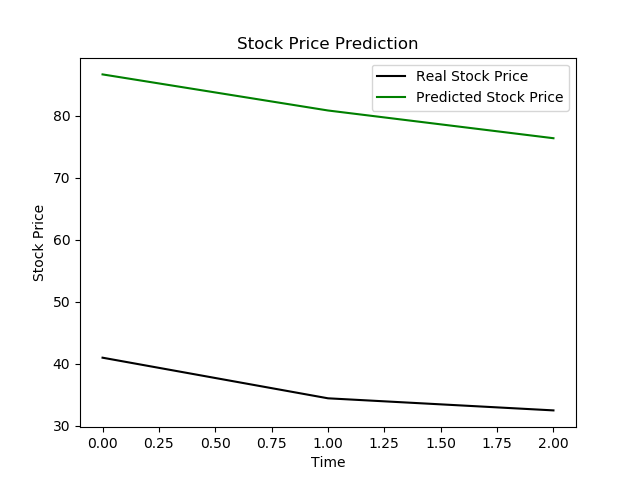 Stock Price Prediction
Real Stock Price
Predicted Stock Price
80
70
60
50
40
30
Stock Price
0.00 0.25 0.50 0.75 1.00 1.25 1.50 1.75 2.00
Time